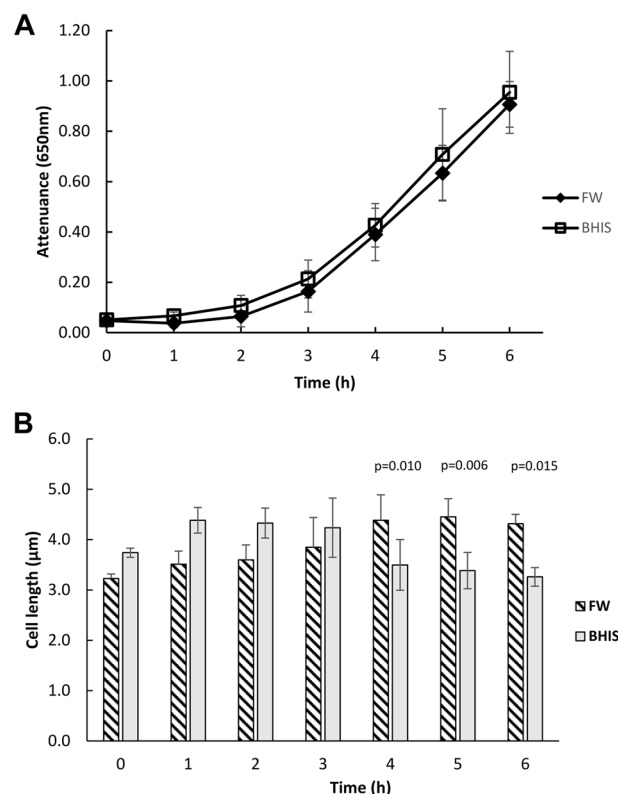 A
1.20
1.00
0.80
0.60
0.40
0.20
0.00
Attenuance (650nm)
0 1 2 3 4 5 6
Time (h)
FW
BHIS
B
6.0
5.0
4.0
3.0
2.0
1.0
0.0
Cell length (µm)
p=0.010 p=0.006 p=0.015
0 1 2 3 4 5 6
Time (h)
FW
BHIS